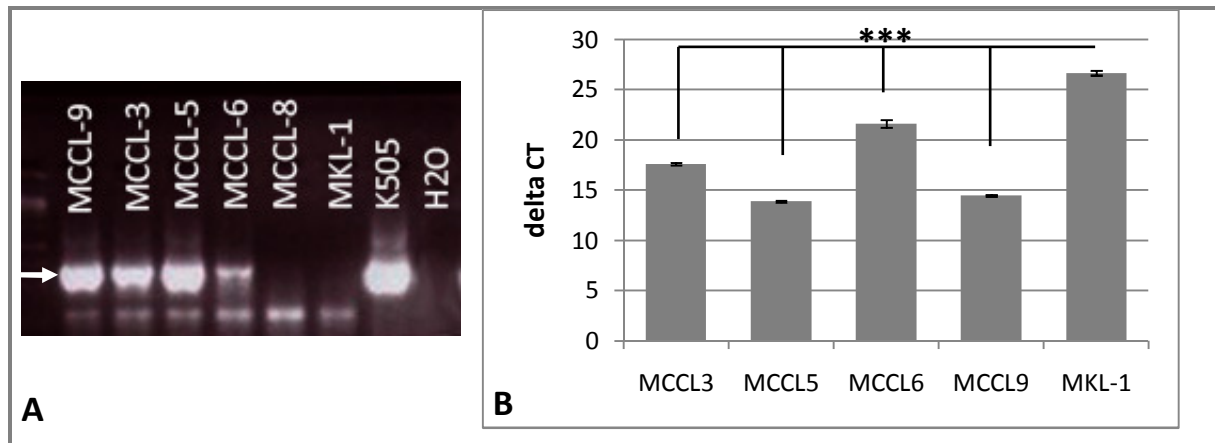 MCCL-9
MCCL-3
MCCL-5
MCCL-6
MCCL-8
MKL-1
K505
H2O
A
***
30
25
20
15
10
5
0
delta CT
MCCL3 MCCL5 MCCL6 MCCL9 MKL-1
B